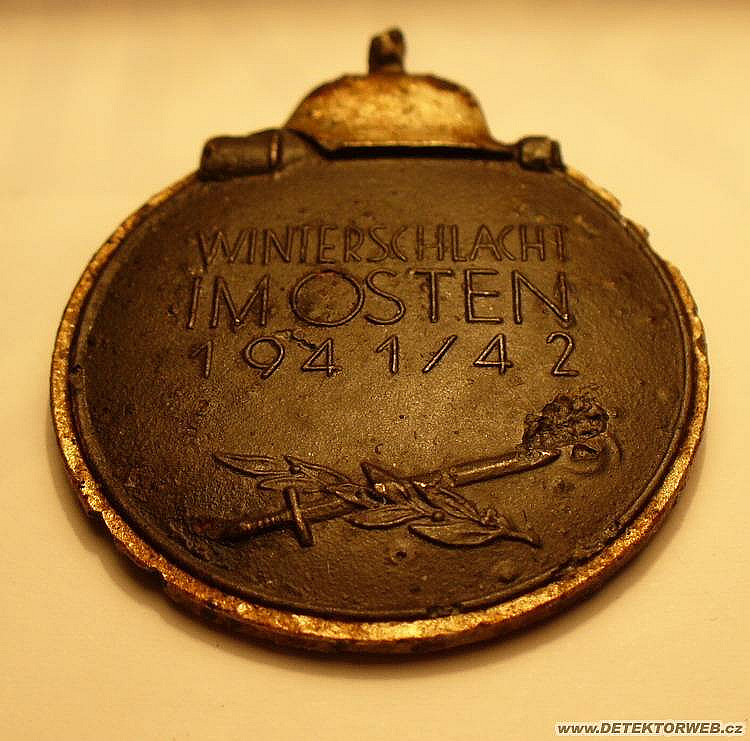 WINTERSCHLACHT
IM OSTEN
1941/42
www.DETEKTORWEB.cz